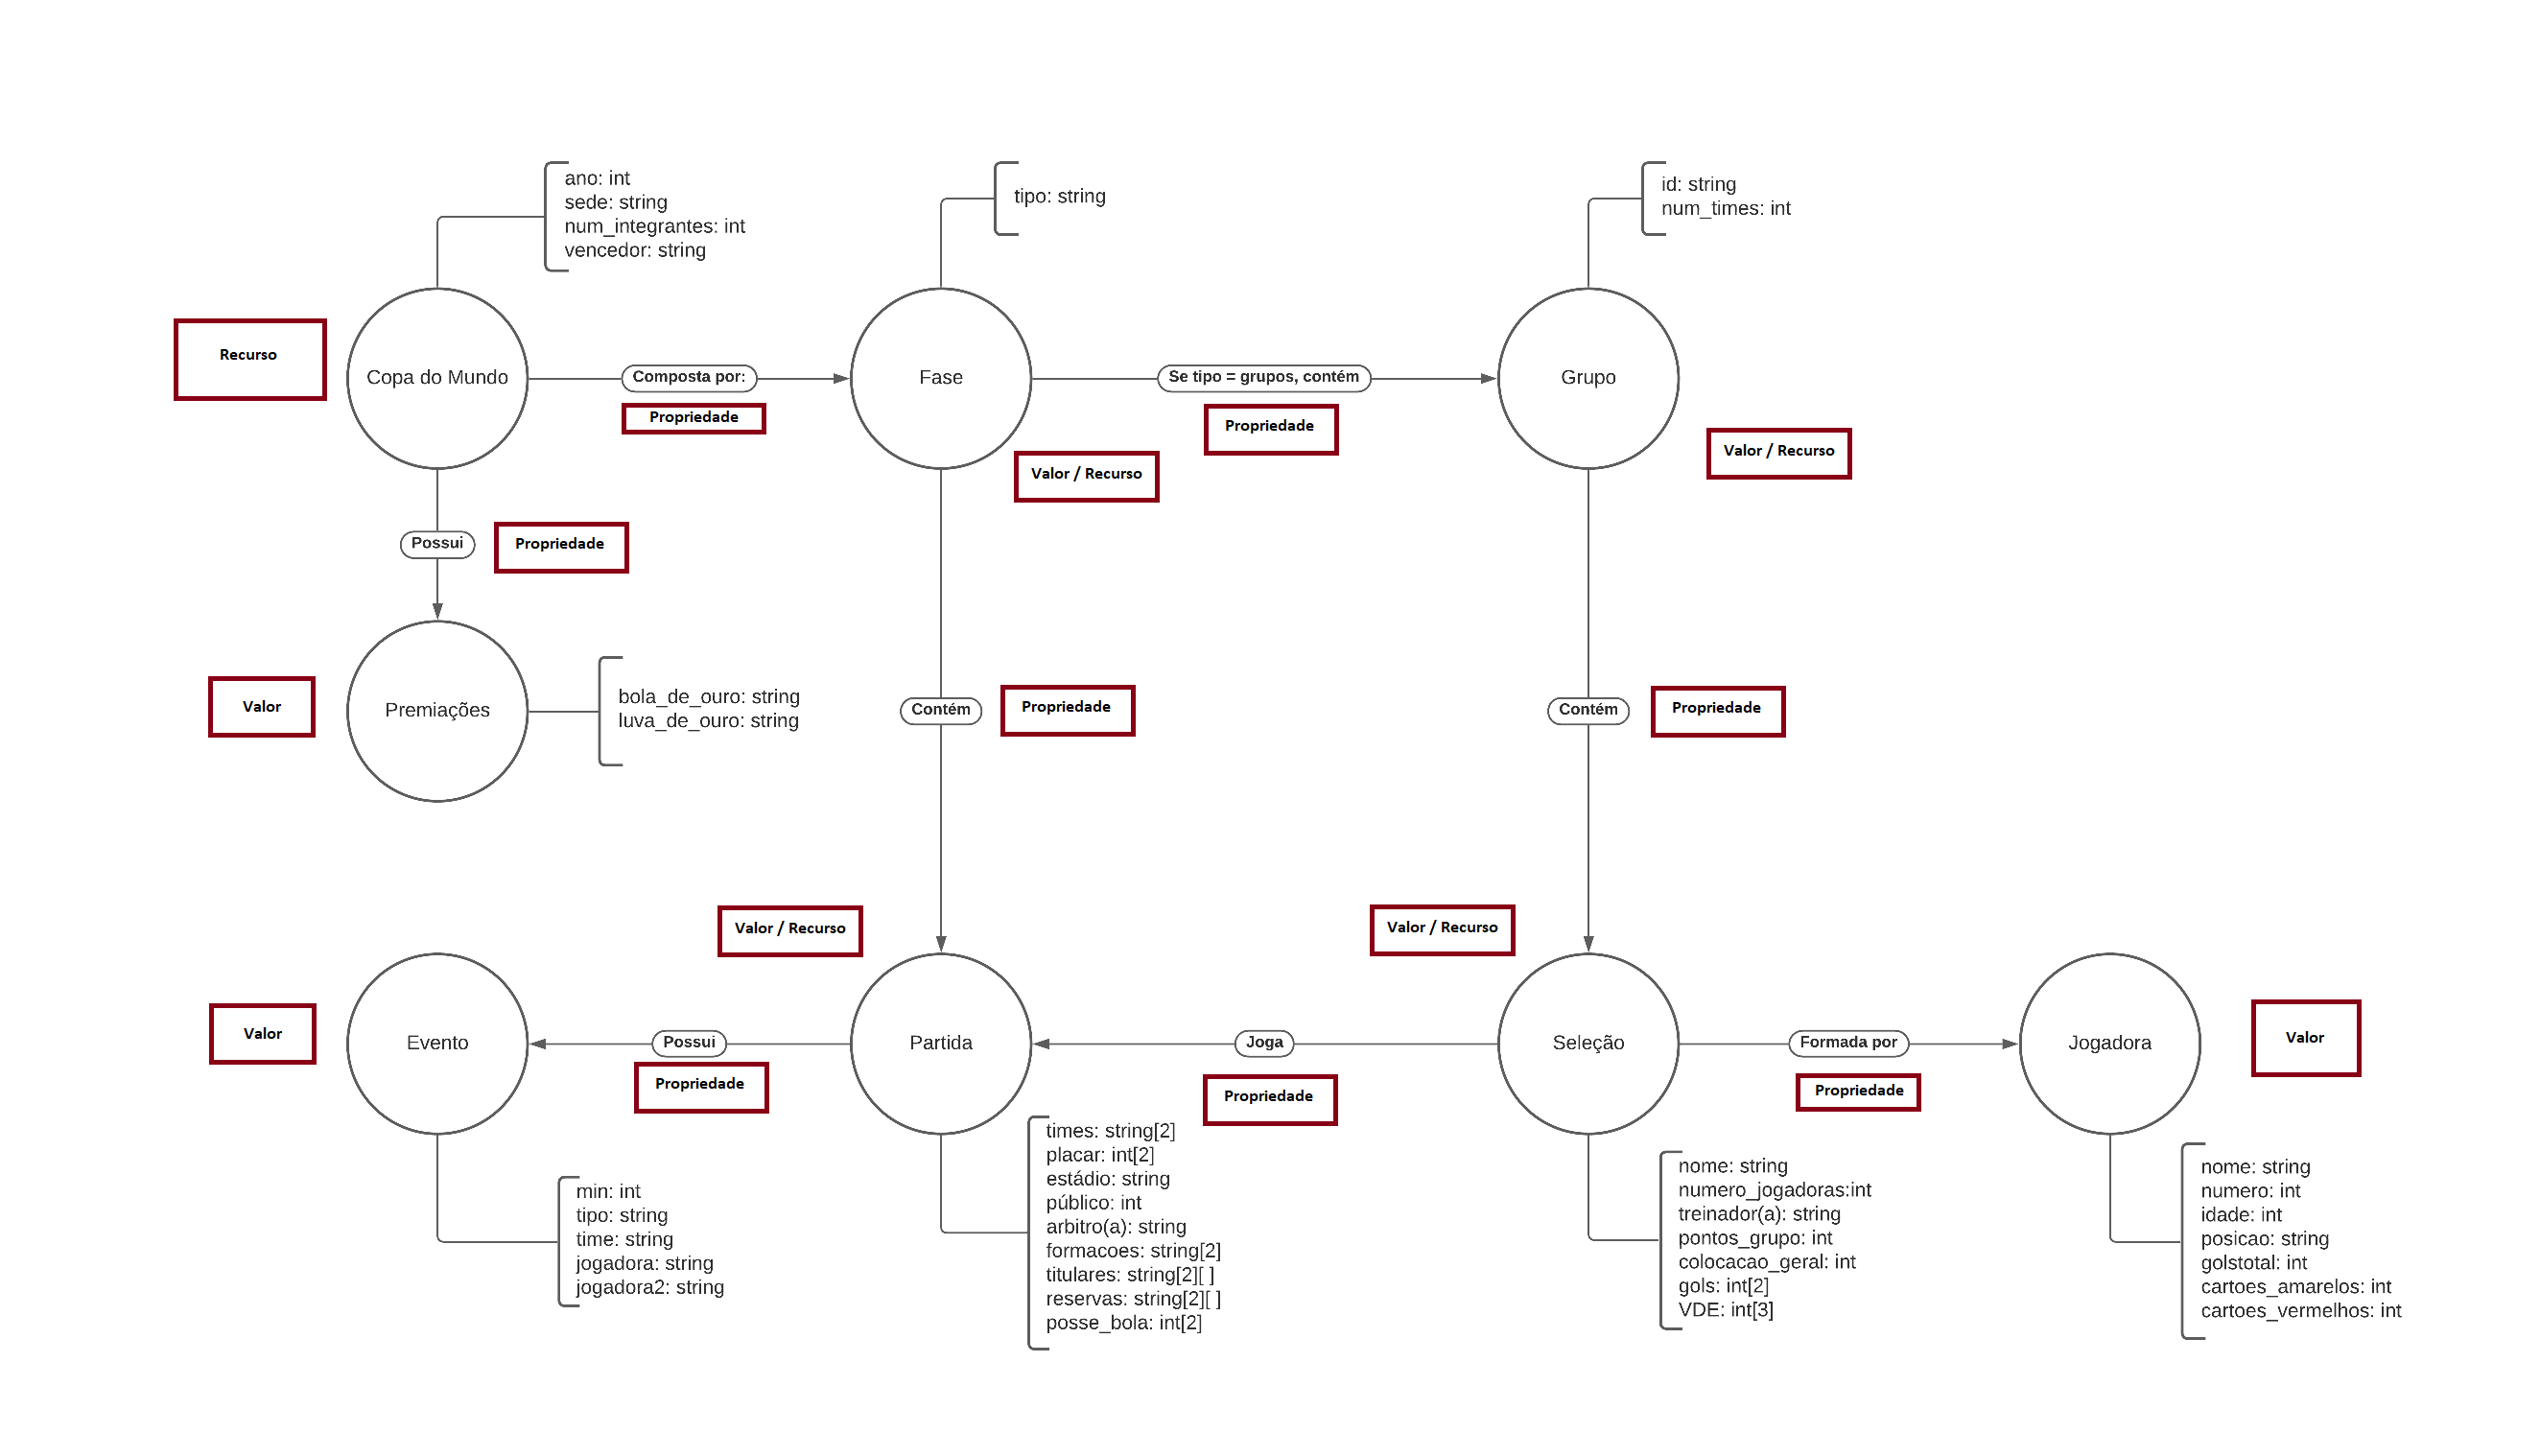 ano: int
sede: string
num_integrantes: int
vencedor: string
tipo: string
id: string
num_times: int
Recurso
Copa do Mundo
Composta por:
Propriedade
Fase
Se tipo = grupos, contém
Propriedade
Grupo
Valor / Recurso
Valor / Recurso
Possui
Propriedade
Valor
Premiações
bola_de_ouro: string
luva_de_ouro: string
Contém
Propriedade
Contém
Propriedade
Valor / Recurso
Valor / Recurso
Valor
Evento
Possui
Propriedade
Partida
Joga
Propriedade
Seleção
Formada por
Propriedade
Jogadora
Valor
min: int
tipo: string
time: string
jogadora: string
jogadora2: string
times: string[2]
placar: int[2]
estádio: string
público: int
arbitro(a): string
formacoes: string[2]
titulares: string[2][ ]
reservas: string[2][ ]
posse_bola: int[2]
nome: string
numero_jogadoras:int
treinador(a): string
pontos_grupo: int
colocacao_geral: int
gols: int[2]
VDE: int[3]
nome: string
numero: int
idade: int
posicao: string
golstotal: int
cartoes_amarelos: int
cartoes_vermelhos: int